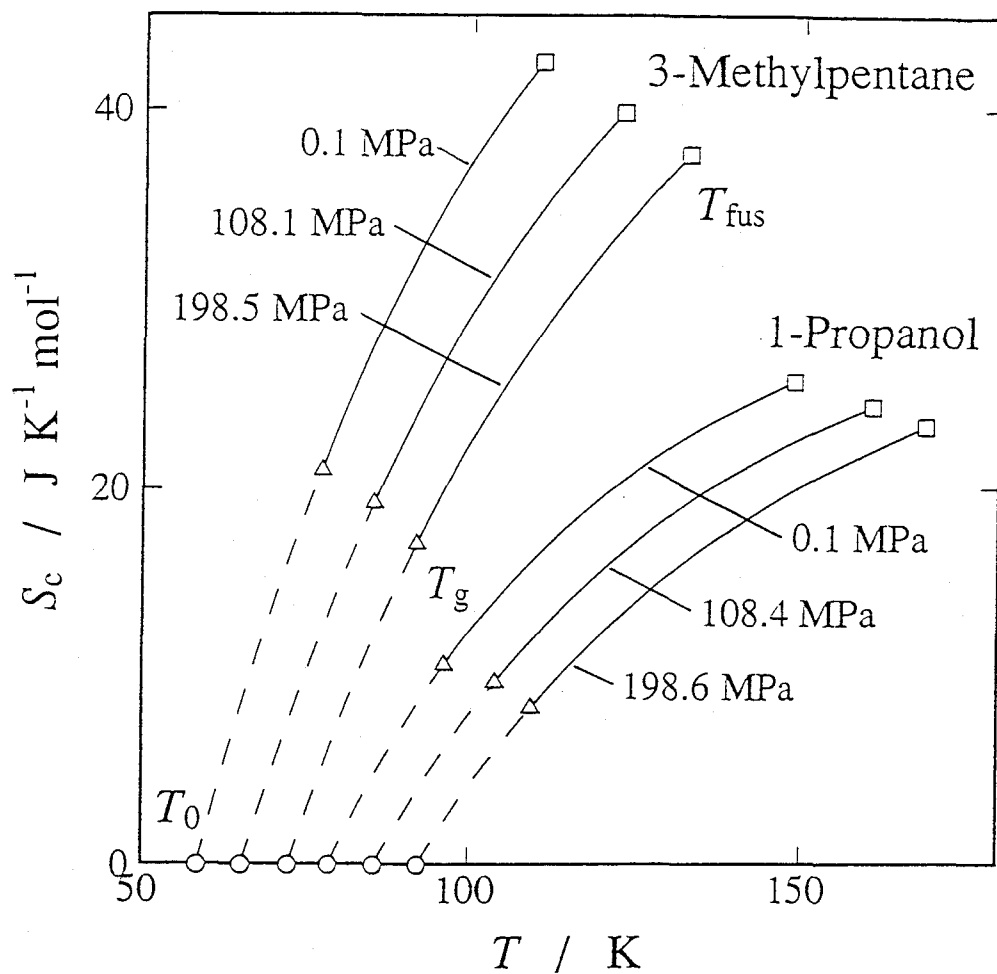 40
3-Methylpentane
0.1 MPa
108.1 MPa
T_fus
198.5 MPa
1-Propanol
S_c / J K⁻¹ mol⁻¹
20
0.1 MPa
T_g
108.4 MPa
198.6 MPa
T_0
0
50
100
150
T / K